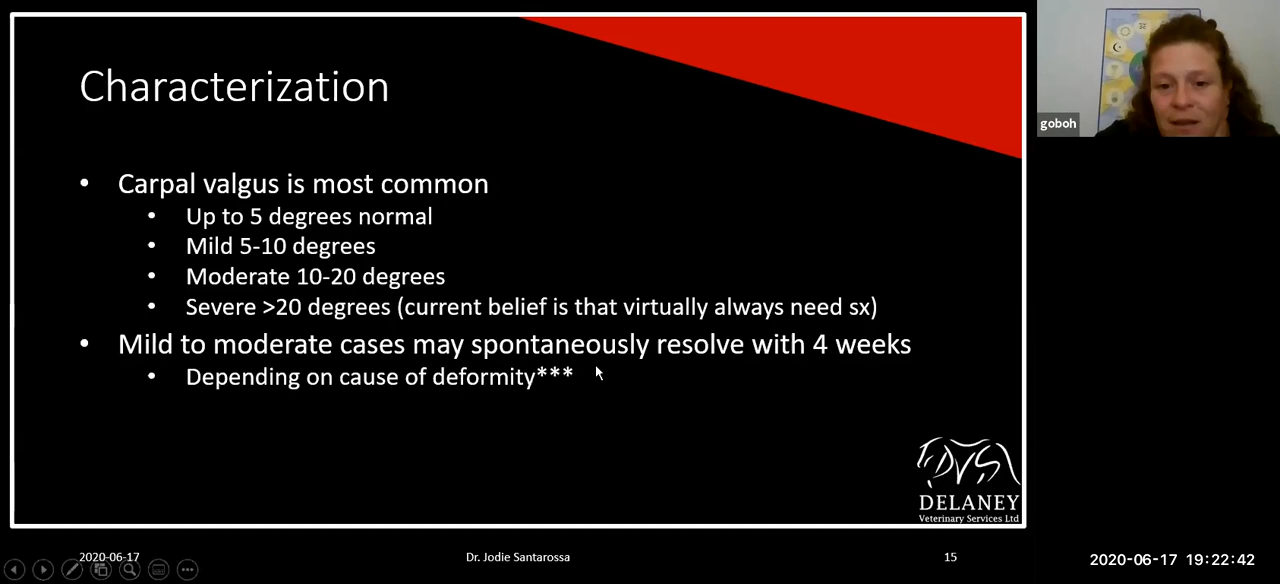 Characterization
• Carpal valgus is most common
• Up to 5 degrees normal
• Mild 5-10 degrees
• Moderate 10-20 degrees
• Severe >20 degrees (current belief is that virtually always need sx)
• Mild to moderate cases may spontaneously resolve with 4 weeks
• Depending on cause of deformity***
DVS
DELANEY
Veterinary Services Ltd
2020-06-17
Dr. Jodie Santarossa
15
goboh
2020-06-17 19:22:42